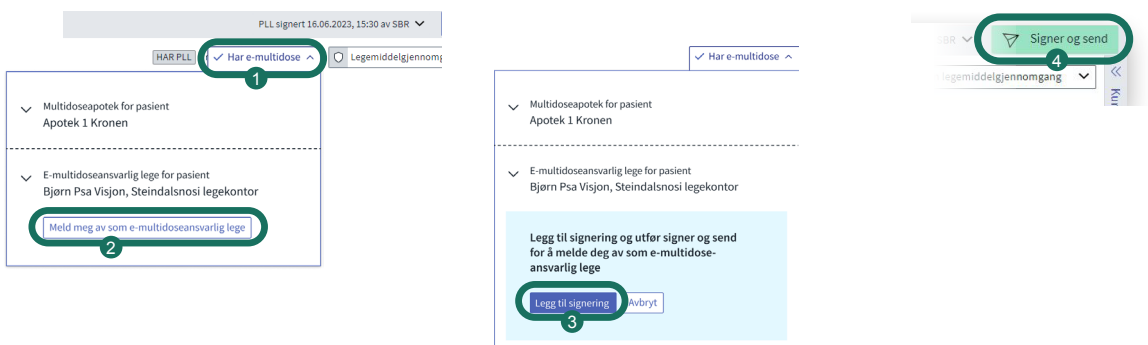 PLL signert 16.06.2023, 15:30 av SBR
HAR PLL
Har e-multidose
Legemiddelgjennomg
1
Multidoseapotek for pasient
Apotek 1 Kronen
E-multidoseansvarlig lege for pasient
Bjørn Psa Visjon, Steindalsnosi legekontor
Meld meg av som e-multidoseansvarlig lege
2
Har e-multidose
Multidoseapotek for pasient
Apotek 1 Kronen
E-multidoseansvarlig lege for pasient
Bjørn Psa Visjon, Steindalsnosi legekontor
Legg til signering og utfør signer og send
for å melde deg av som e-multidose-
ansvarlig lege
Legg til signering
Avbryt
3
SBR
Signer og send
4
legemiddelgjennomgang
Kur